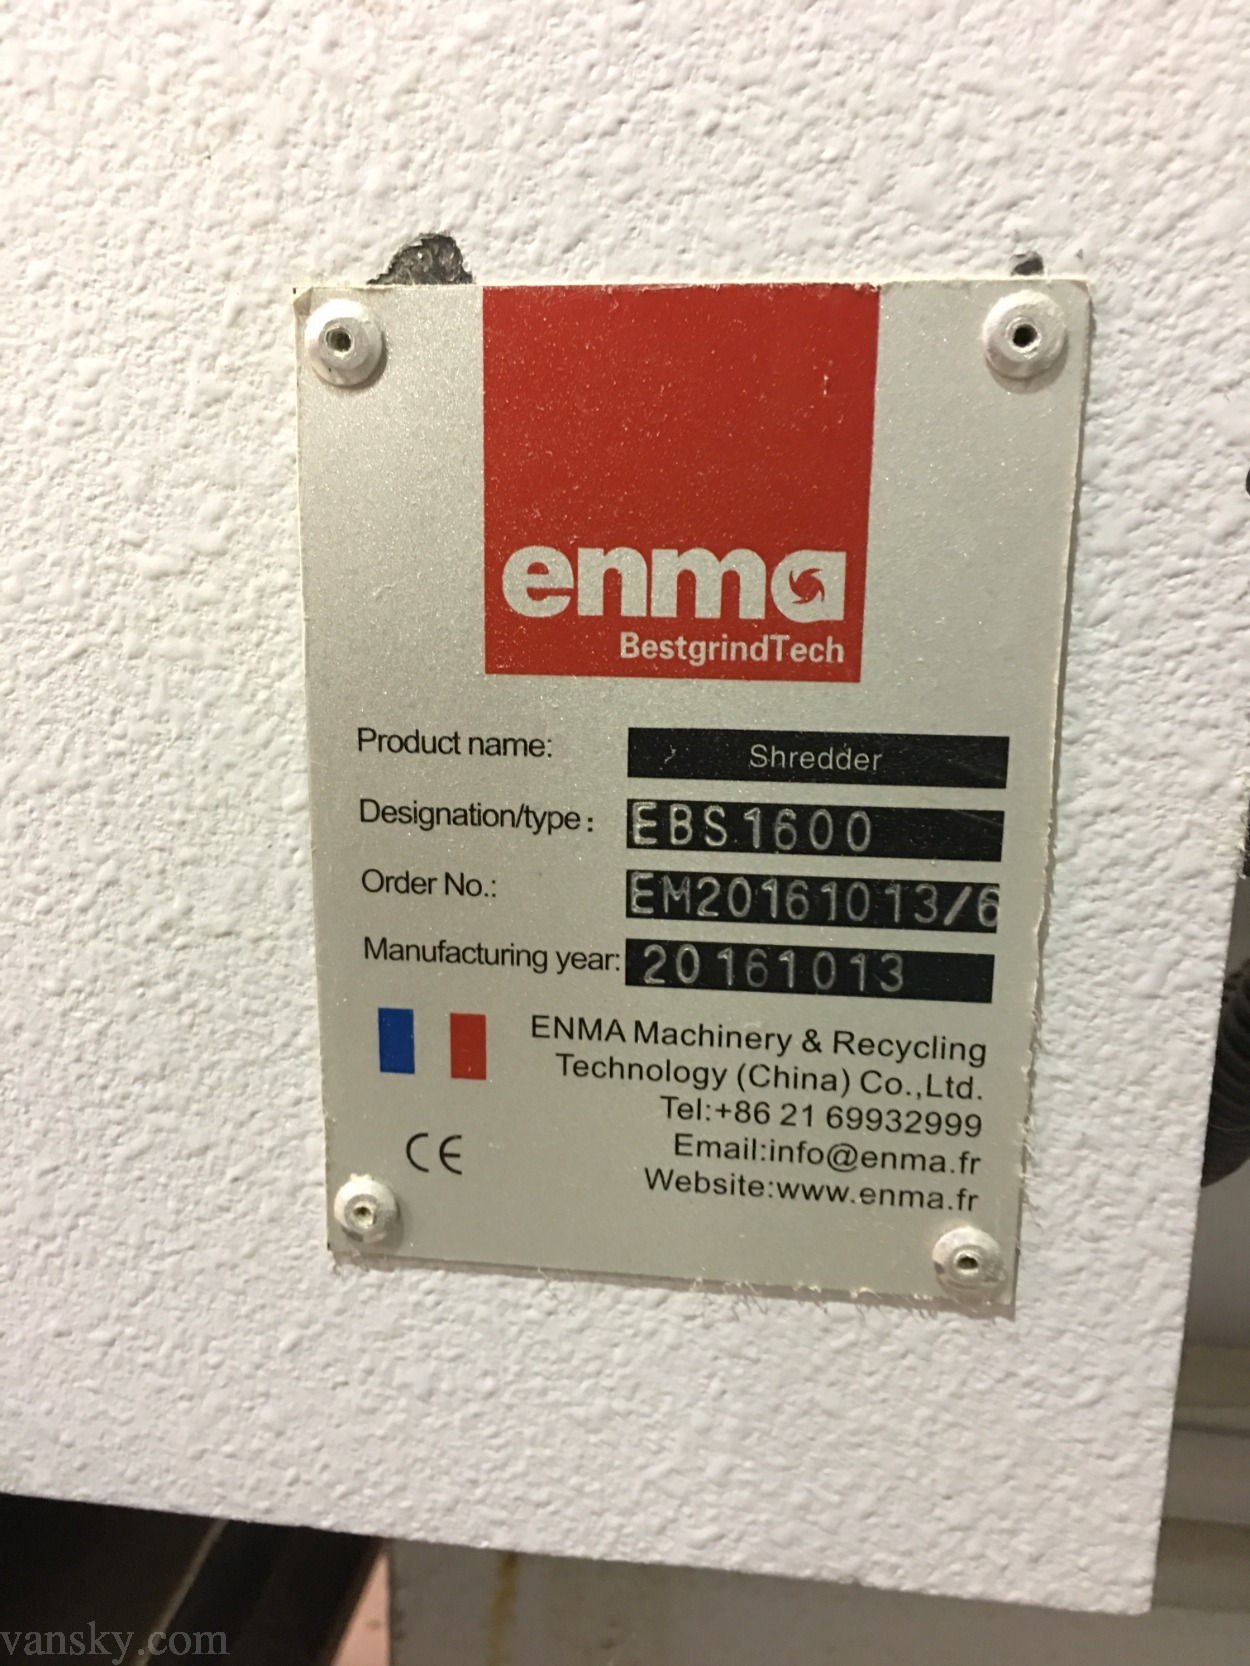 enma
BestgrindTech
Product name: Shredder
Designation/type: EBS1600
Order No.: EM20161013/6
Manufacturing year: 20161013
ENMA Machinery & Recycling
Technology (China) Co.,Ltd.
Tel:+86 21 69932999
Email:info@enma.fr
Website:www.enma.fr
CE
vansky.com